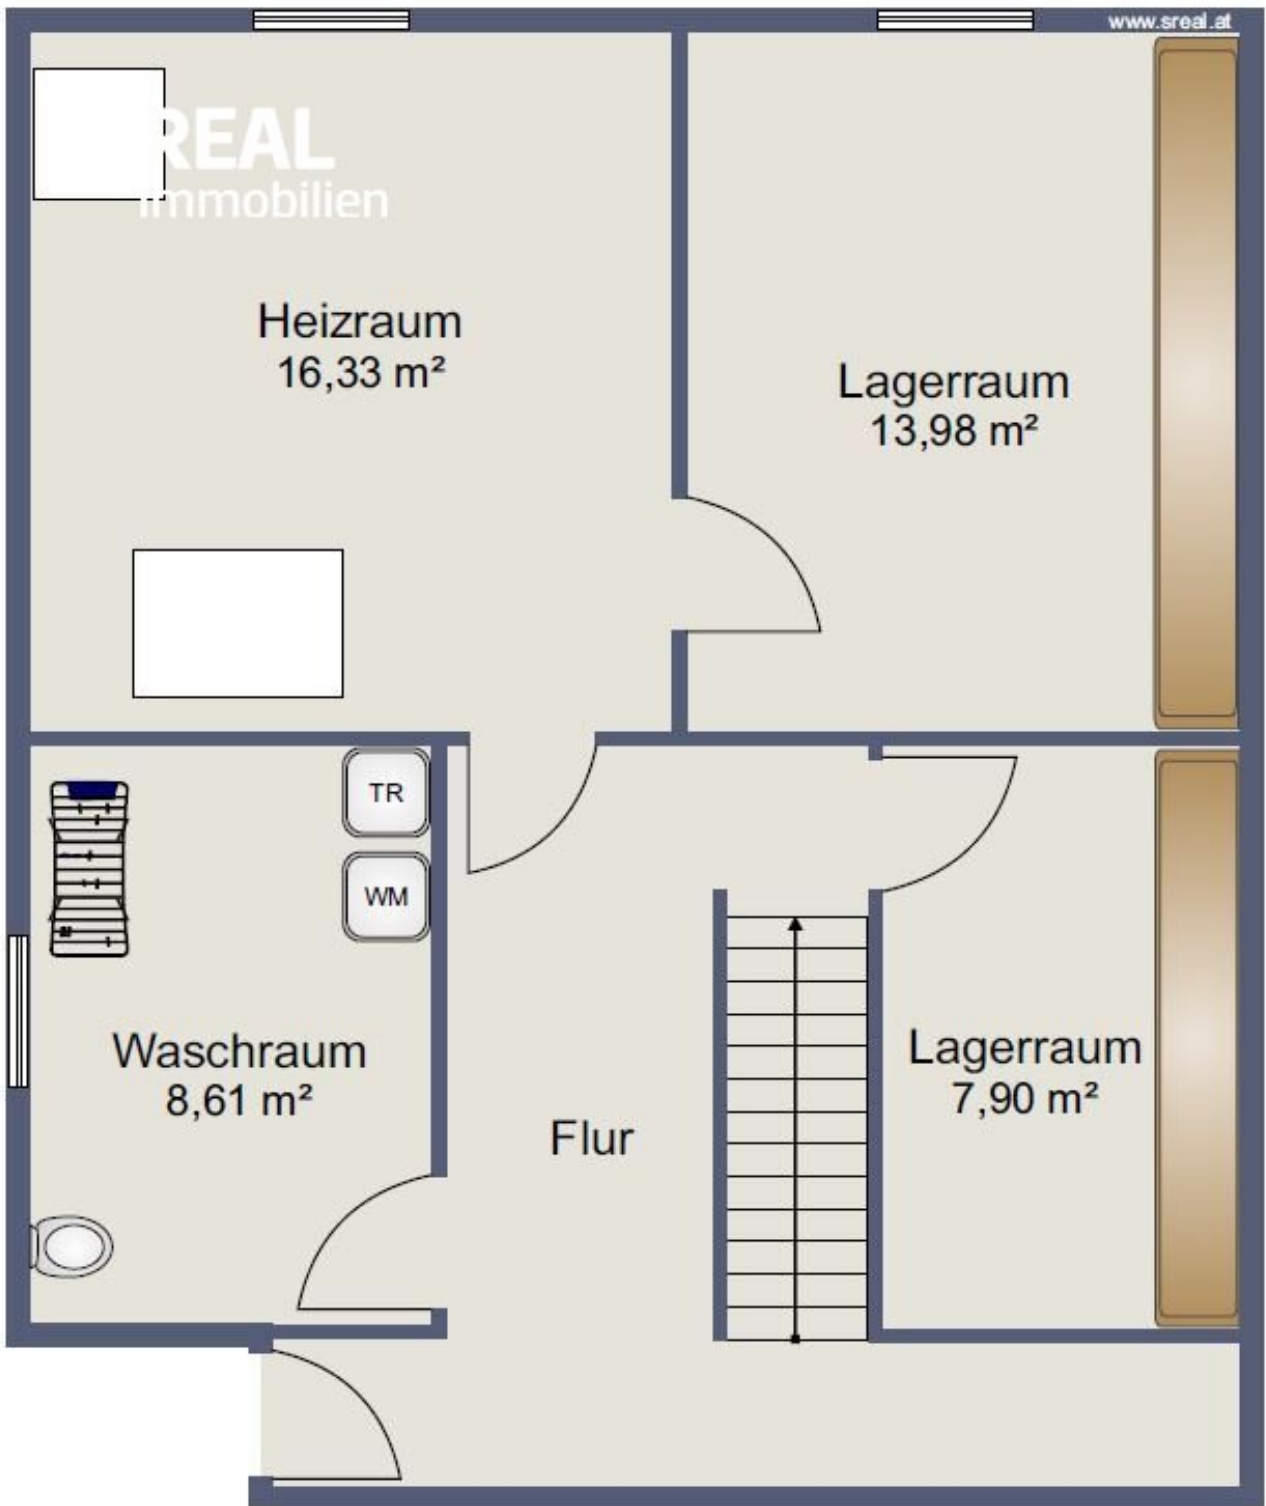 www.sreal.at
REAL
Immobilien
Heizraum
16,33 m²
Lagerraum
13,98 m²
TR
WM
Waschraum
8,61 m²
Lagerraum
7,90 m²
Flur